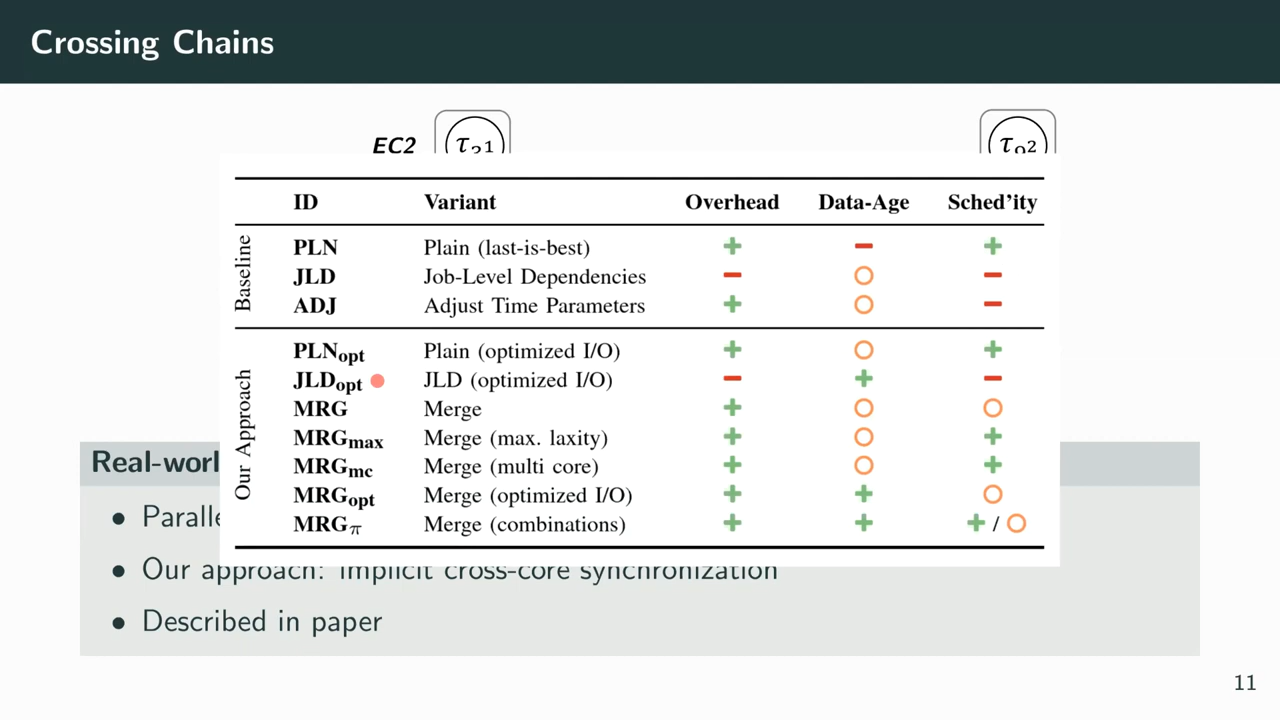 Crossing Chains
EC2
ID Variant Overhead Data-Age Sched'ity
Baseline
PLN Plain (last-is-best) + − +
JLD Job-Level Dependencies − ○ −
ADJ Adjust Time Parameters + ○ −
Our Approach
PLNopt Plain (optimized I/O) + ○ +
JLDopt JLD (optimized I/O) − + −
MRG Merge + ○ ○
MRGmax Merge (max. laxity) + ○ +
MRGmc Merge (multi core) + ○ +
MRGopt Merge (optimized I/O) + + ○
MRGπ Merge (combinations) + + + / ○
• Our approach: implicit cross-core synchronization
• Described in paper
11